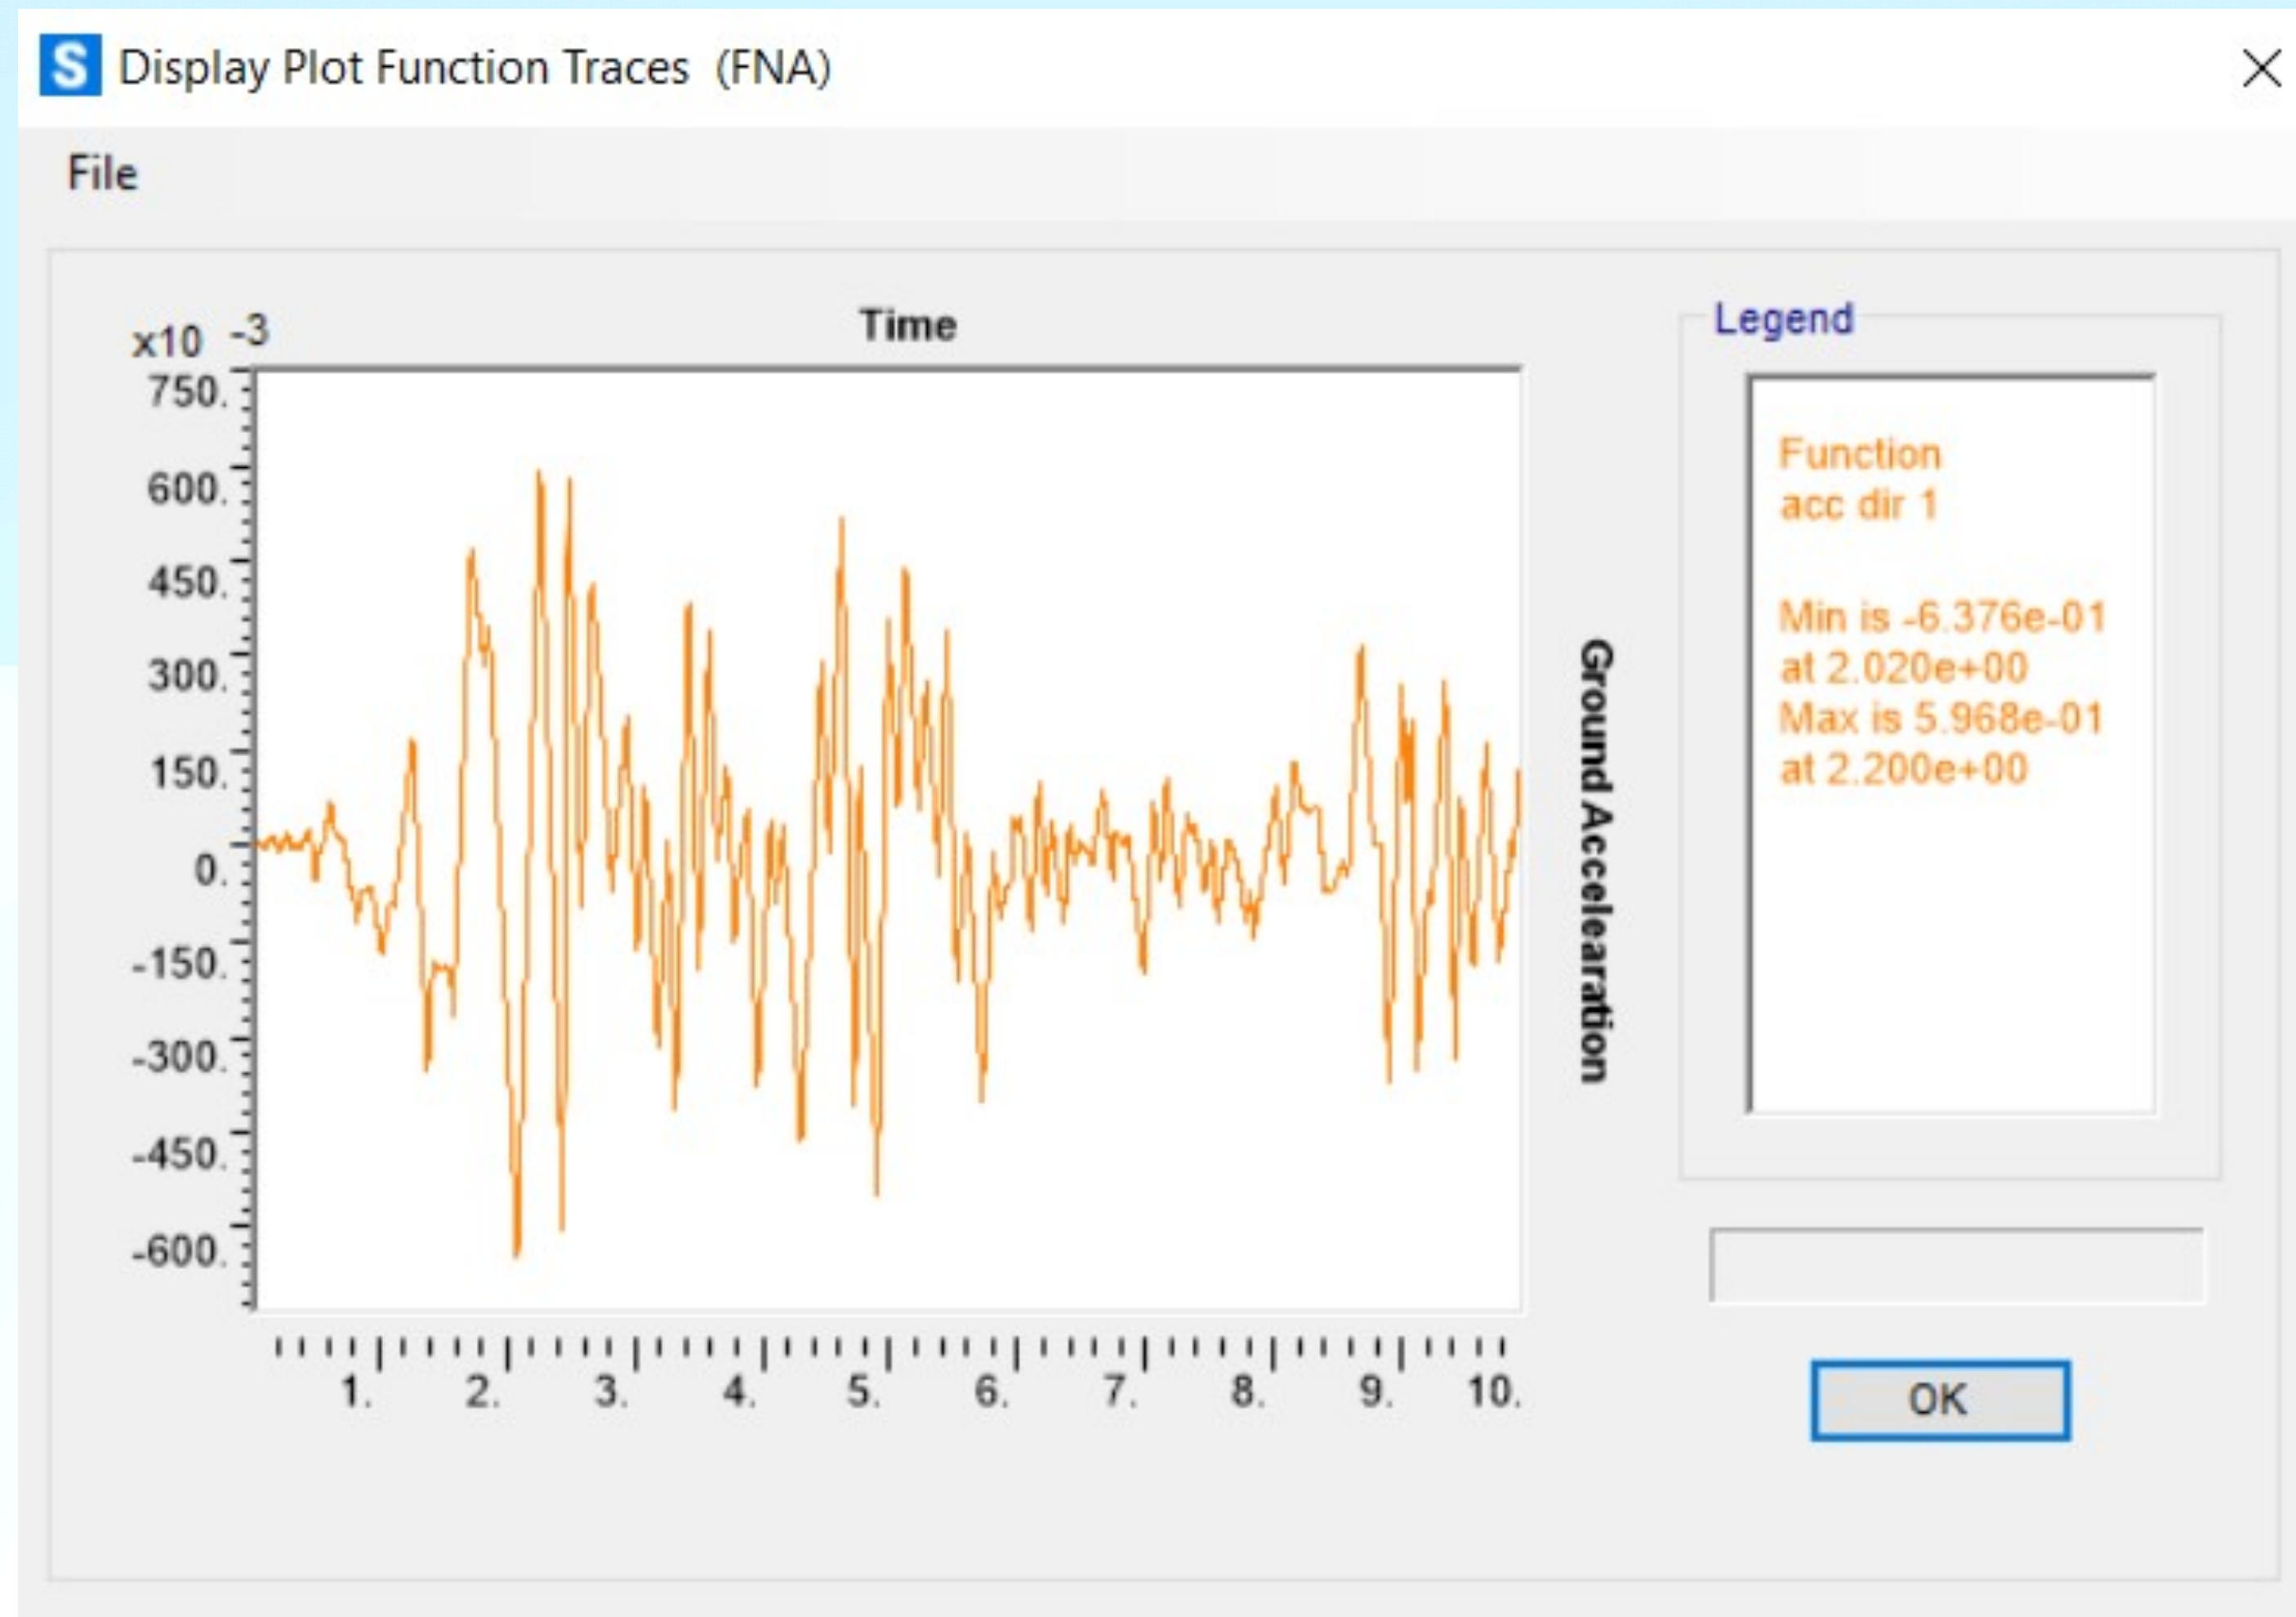 S Display Plot Function Traces (FNA)
File
x10 -3
Time
750.
600.
450.
300.
150.
0.
-150.
-300.
-450.
-600.
1. 2. 3. 4. 5. 6. 7. 8. 9. 10.
Ground Accelearation
Legend
Function
acc dir 1
Min is -6.376e-01
at 2.020e+00
Max is 5.968e-01
at 2.200e+00
OK